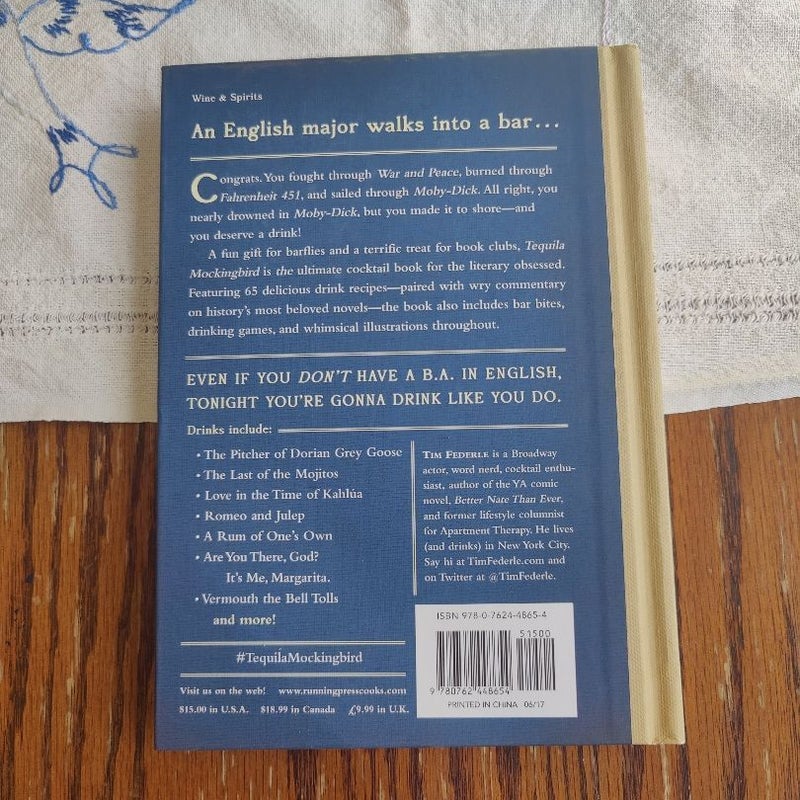 Wine & Spirits
An English major walks into a bar...
Congrats. You fought through War and Peace, burned through
Fahrenheit 451, and sailed through Moby-Dick. All right, you
nearly drowned in Moby-Dick, but you made it to shore—and
you deserve a drink!
A fun gift for barflies and a terrific treat for book clubs, Tequila
Mockingbird is the ultimate cocktail book for the literary obsessed.
Featuring 65 delicious drink recipes—paired with wry commentary
on history's most beloved novels—the book also includes bar bites,
drinking games, and whimsical illustrations throughout.
EVEN IF YOU DON'T HAVE A B.A. IN ENGLISH,
TONIGHT YOU'RE GONNA DRINK LIKE YOU DO.
Drinks include:
• The Pitcher of Dorian Grey Goose
• The Last of the Mojitos
• Love in the Time of Kahlúa
• Romeo and Julep
• A Rum of One's Own
• Are You There, God?
It's Me, Margarita.
• Vermouth the Bell Tolls
and more!
#TequilaMockingbird
Visit us on the web! www.runningpresscooks.com
$15.00 in U.S.A. $18.99 in Canada £9.99 in U.K.
TIM FEDERLE is a Broadway
actor, word nerd, cocktail enthu-
siast, author of the YA comic
novel, Better Nate Than Ever,
and former lifestyle columnist
for Apartment Therapy. He lives
(and drinks) in New York City.
Say hi at TimFederle.com and
on Twitter at @TimFederle.
ISBN 978-0-7624-4865-4
51500
9 780762 448654
PRINTED IN CHINA 06/17